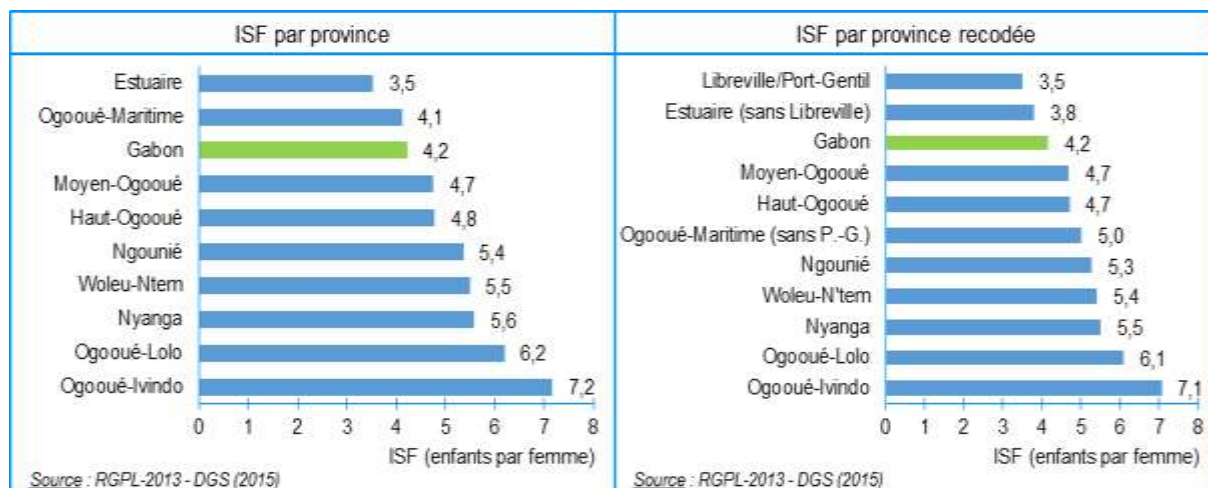 ISF par province
Estuaire 3,5
Ogooué-Maritime 4,1
Gabon 4,2
Moyen-Ogooué 4,7
Haut-Ogooué 4,8
Ngounié 5,4
Woleu-Ntem 5,5
Nyanga 5,6
Ogooué-Lolo 6,2
Ogooué-Ivindo 7,2
0 1 2 3 4 5 6 7 8
ISF (enfants par femme)
Source : RGPL-2013 - DGS (2015)
ISF par province recodée
Libreville/Port-Gentil 3,5
Estuaire (sans Libreville) 3,8
Gabon 4,2
Moyen-Ogooué 4,7
Haut-Ogooué 4,7
Ogooué-Maritime (sans P.-G.) 5,0
Ngounié 5,3
Woleu-N'tem 5,4
Nyanga 5,5
Ogooué-Lolo 6,1
Ogooué-Ivindo 7,1
0 1 2 3 4 5 6 7 8
ISF (enfants par femme)
Source : RGPL-2013 - DGS (2015)